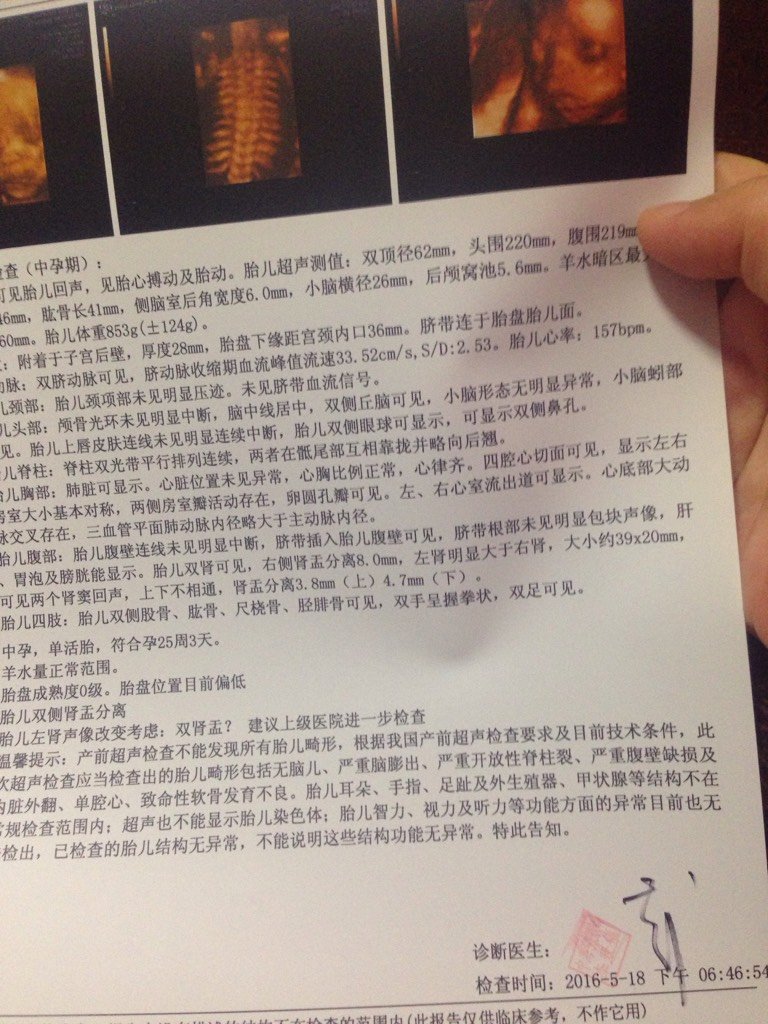 检查（中孕期）：
可见胎儿回声，见胎心搏动及胎动。胎儿超声测值：双顶径62mm，头围220mm，腹围219mm
46mm，肱骨长41mm，侧脑室后角宽度6.0mm，小脑横径26mm，后颅窝池5.6mm。羊水暗区最
60mm。胎儿体重853g(±124g)。
：附着于子宫后壁，厚度28mm，胎盘下缘距宫颈内口36mm。脐带连于胎盘胎儿面。
动脉：双脐动脉可见，脐动脉收缩期血流峰值流速33.52cm/s,S/D:2.53。胎儿心率：157bpm。
儿颈部：胎儿颈项部未见明显压迹。未见脐带血流信号。
儿头部：颅骨光环未见明显中断，脑中线居中，双侧丘脑可见，小脑形态无明显异常，小脑蚓部
见。胎儿上唇皮肤连线未见明显连续中断，胎儿双侧眼球可显示，可显示双侧鼻孔。
胎儿脊柱：脊柱双光带平行排列连续，两者在骶尾部互相靠拢并略向后翘。
胎儿胸部：肺脏可显示。心脏位置未见异常，心胸比例正常，心律齐。四腔心切面可见，显示左右
房室大小基本对称，两侧房室瓣活动存在，卵圆孔瓣可见。左、右心室流出道可显示。心底部大动
脉交叉存在，三血管平面肺动脉内径略大于主动脉内径。
胎儿腹部：胎儿腹壁连线未见明显中断，脐带插入胎儿腹壁可见，脐带根部未见明显包块声像，肝
、胃泡及膀胱能显示。胎儿双肾可见，右侧肾盂分离8.0mm，左肾明显大于右肾，大小约39x20mm，
可见两个肾窦回声，上下不相通，肾盂分离3.8mm（上）4.7mm（下）。
胎儿四肢：胎儿双侧股骨、肱骨、尺桡骨、胫腓骨可见，双手呈握拳状，双足可见。
中孕，单活胎，符合孕25周3天。
羊水量正常范围。
胎盘成熟度0级。胎盘位置目前偏低
胎儿双侧肾盂分离
胎儿左肾声像改变考虑：双肾盂？ 建议上级医院进一步检查
温馨提示：产前超声检查不能发现所有胎儿畸形，根据我国产前超声检查要求及目前技术条件，此
次超声检查应当检查出的胎儿畸形包括无脑儿、严重脑膨出、严重开放性脊柱裂、严重腹壁缺损及
内脏外翻、单腔心、致命性软骨发育不良。胎儿耳朵、手指、足趾及外生殖器、甲状腺等结构不在
常规检查范围内；超声也不能显示胎儿染色体；胎儿智力、视力及听力等功能方面的异常目前也无
检出，已检查的胎儿结构无异常，不能说明这些结构功能无异常。特此告知。
诊断医生：
检查时间：2016-5-18 下午 06:46:54
的结构不在检查的范围内(此报告仅供临床参考，不作它用)